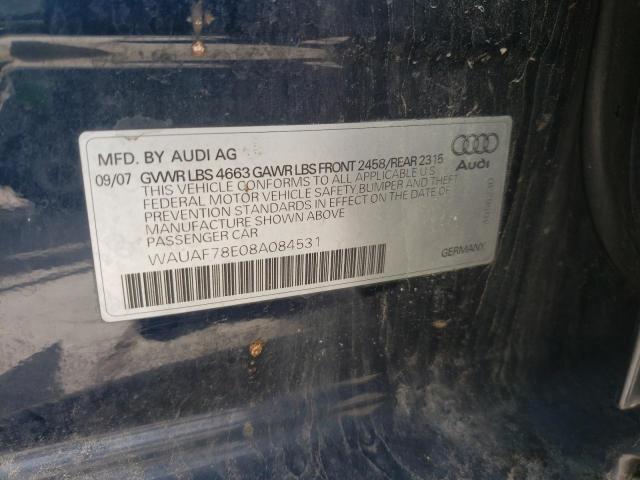 MFD. BY AUDI AG
09/07 GVWR LBS 4663 GAWR LBS FRONT 2458/REAR 2315
THIS VEHICLE CONFORMS TO ALL APPLICABLE U.S.
FEDERAL MOTOR VEHICLE SAFETY, BUMPER AND THEFT
PREVENTION STANDARDS IN EFFECT ON THE DATE OF
MANUFACTURE SHOWN ABOVE
PASSENGER CAR
WAUAF78E08A084531
Audi
GERMANY